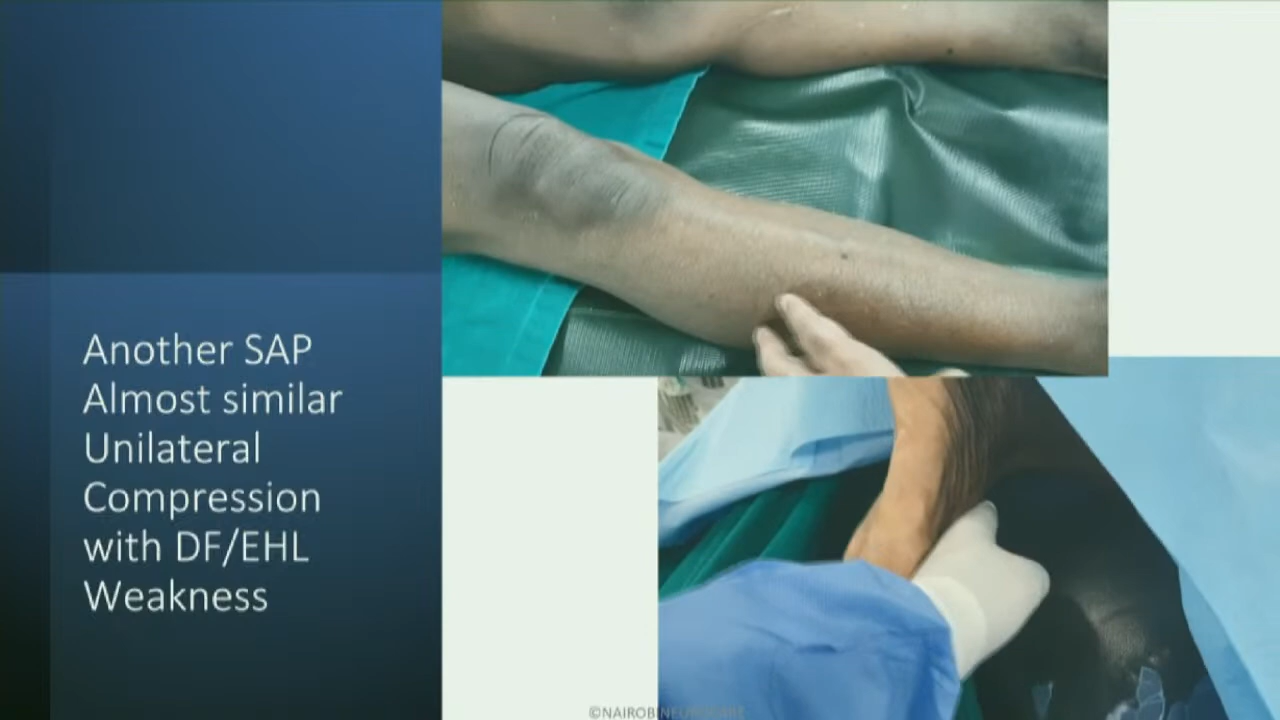 Another SAP
Almost similar
Unilateral
Compression
with DF/EHL
Weakness